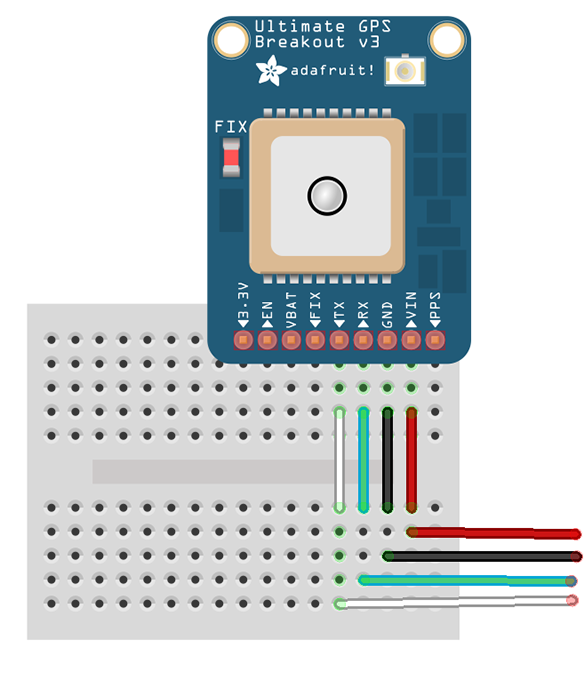 Ultimate GPS
Breakout v3
adafruit!
FIX
3.3V
EN
VBAT
FIX
TX
RX
GND
VIN
PPS